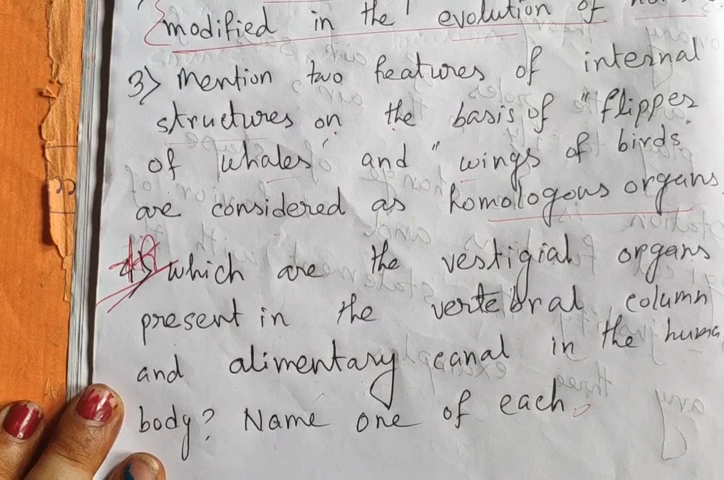 modified in the evolution of
3) Mention two features of internal
structures on the basis of "flipper
of whales" and "wings of birds
are considered as homologous organs
4) which are the vestigial organs
present in the vertebral column
and alimentary canal in the huma
body? Name one of each.